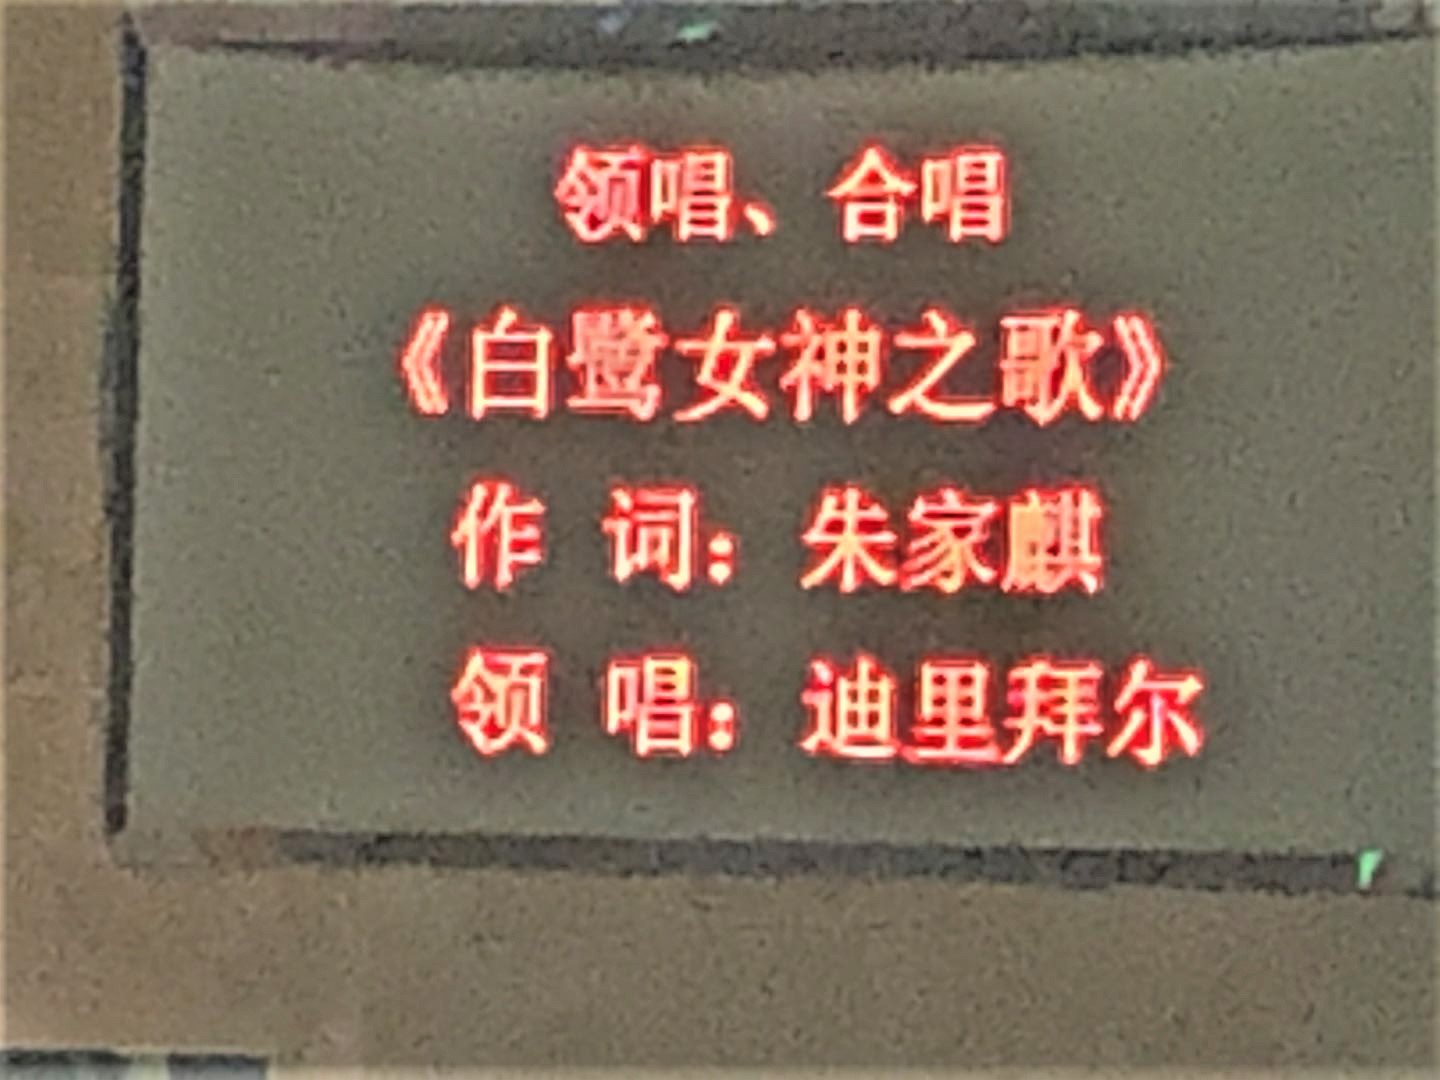 领唱、合唱
《白鹭女神之歌》
作 词：朱家麒
领 唱：迪里拜尔